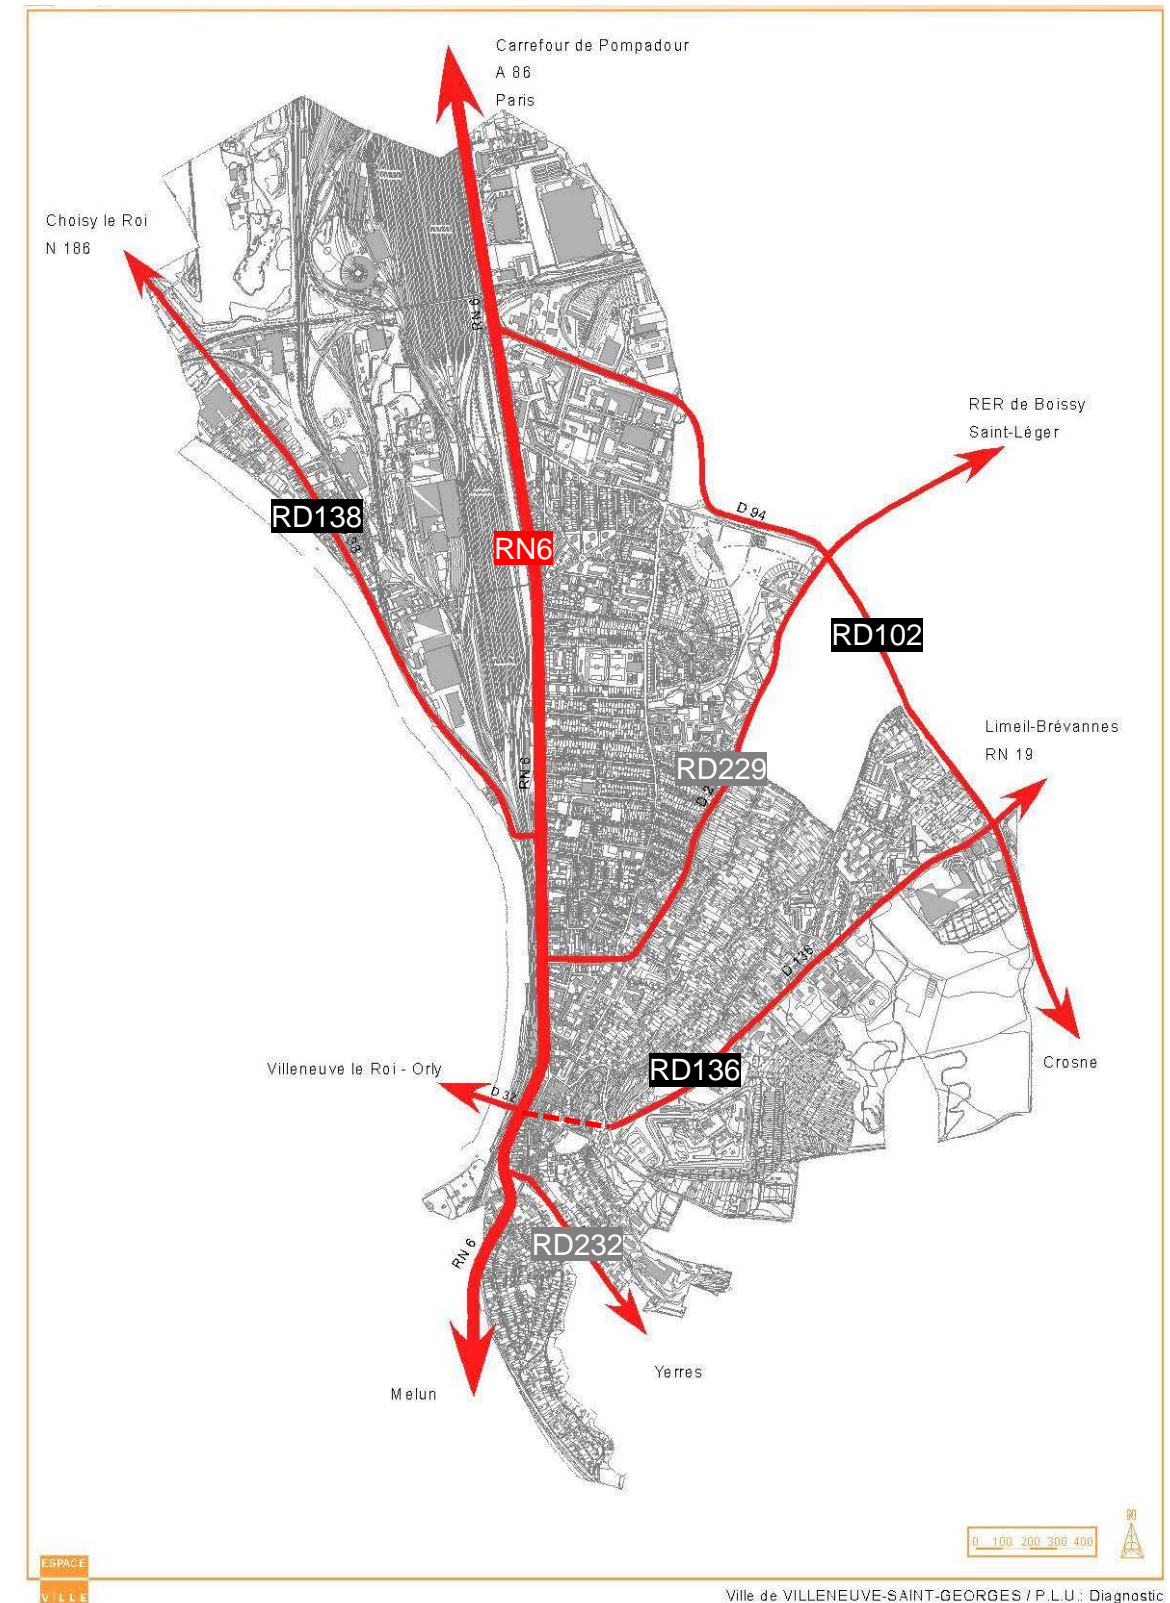 Carrefour de Pompadour
A 86
Paris
Choisy le Roi
N 186
RN 6
RER de Boissy
Saint-Léger
RD138
D 94
RN6
RD102
Limeil-Brévannes
RN 19
RD229
RN 6
D 2
D 136
Villeneuve le Roi - Orly
RD136
Crosne
D 32
RD232
RN 6
Yerres
Melun
N
0 100 200 300 400
ESPACE
VILLE
Ville de VILLENEUVE-SAINT-GEORGES / P.L.U.: Diagnostic